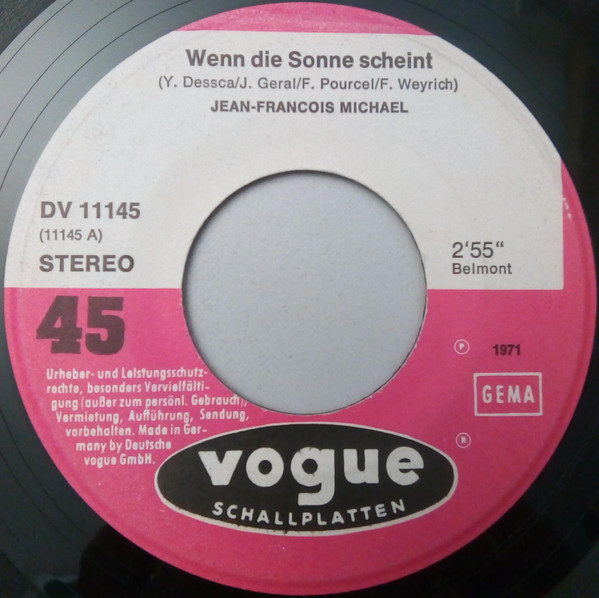 Wenn die Sonne scheint
(Y. Dessca/J. Geral/F. Pourcel/F. Weyrich)
JEAN-FRANCOIS MICHAEL
DV 11145
(11145 A)
STEREO
2'55"
Belmont
45
℗ 1971
GEMA
Urheber- und Leistungsschutz-
rechte, besonders Vervielfälti-
gung (außer zum persönl. Gebrauch),
Vermietung, Aufführung, Sendung,
vorbehalten. Made in Ger-
many by Deutsche
vogue GmbH.
®
vogue
SCHALLPLATTEN